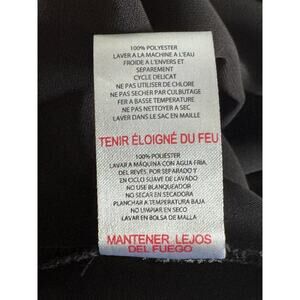 100% POLYESTER
LAVER A LA MACHINE A L'EAU
FROIDE A L'ENVERS ET
SEPAREMENT
CYCLE DELICAT
NE PAS UTILISER DE CHLORE
NE PAS SECHER PAR CULBUTAGE
FER A BASSE TEMPERATURE
NE PAS NETTOYER A SEC
LAVER DANS LE SAC EN MAILLE
TENIR ÉLOIGNÉ DU FEU
100% POLIÉSTER
LAVAR A MÁQUINA CON AGUA FRIA,
DEL REVÉS, POR SEPARADO Y
EN CICLO SUAVE DE LAVADO
NO USE BLANQUEADOR
NO SECAR EN SECADORA
PLANCHAR A TEMPERATURA BAJA
NO LIMPIAR EN SECO
LAVAR EN BOLSA DE MALLA
MANTENER LEJOS
DEL FUEGO